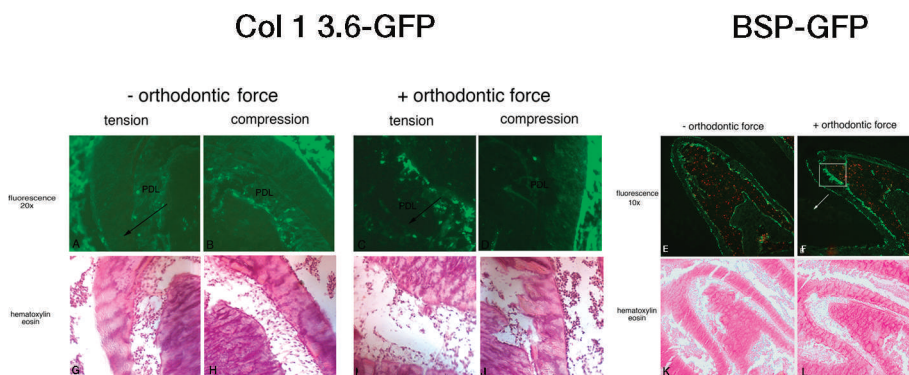 Col 1 3.6-GFP
BSP-GFP
- orthodontic force
+ orthodontic force
tension
compression
tension
compression
- orthodontic force
+ orthodontic force
fluorescence
20x
PDL
PDL
PDL
PDL
A
B
C
D
fluorescence
10x
E
F
hematoxylin
eosin
G
H
I
J
hematoxylin
eosin
K